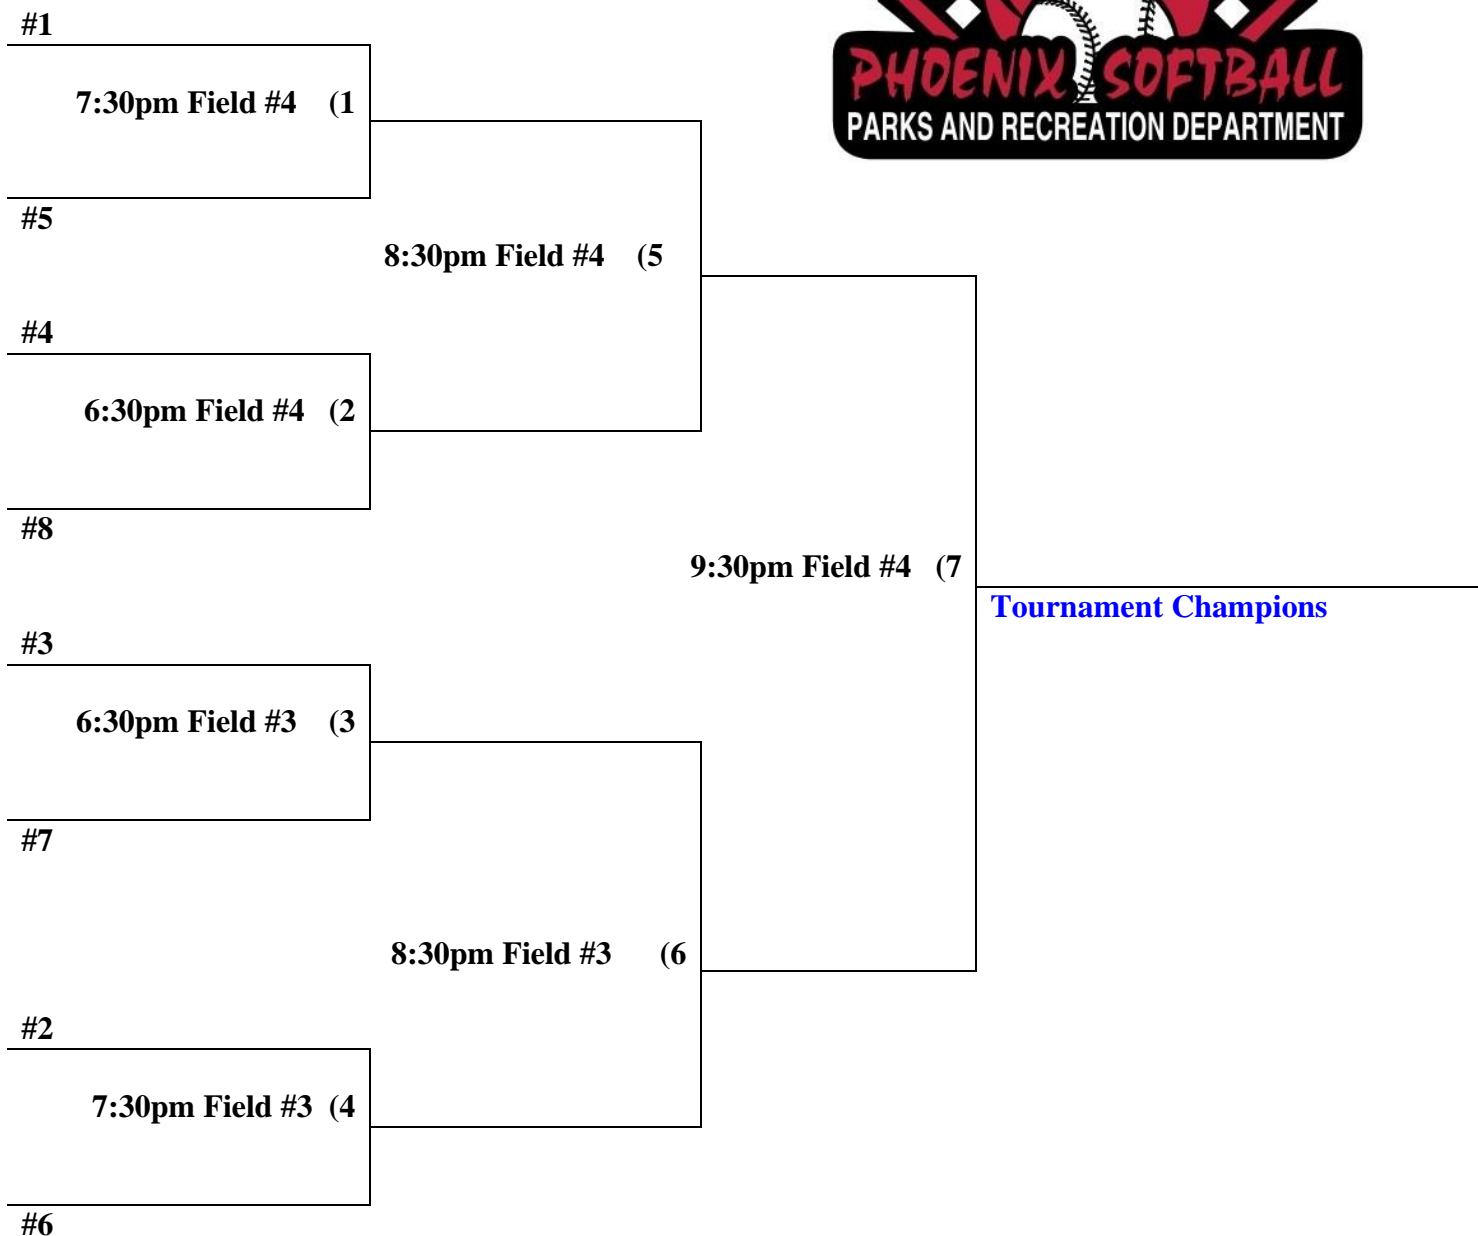 #1
PHOENIX SOFTBALL
PARKS AND RECREATION DEPARTMENT
7:30pm Field #4 (1
#5
8:30pm Field #4 (5
#4
6:30pm Field #4 (2
#8
9:30pm Field #4 (7
Tournament Champions
#3
6:30pm Field #3 (3
#7
8:30pm Field #3 (6
#2
7:30pm Field #3 (4
#6